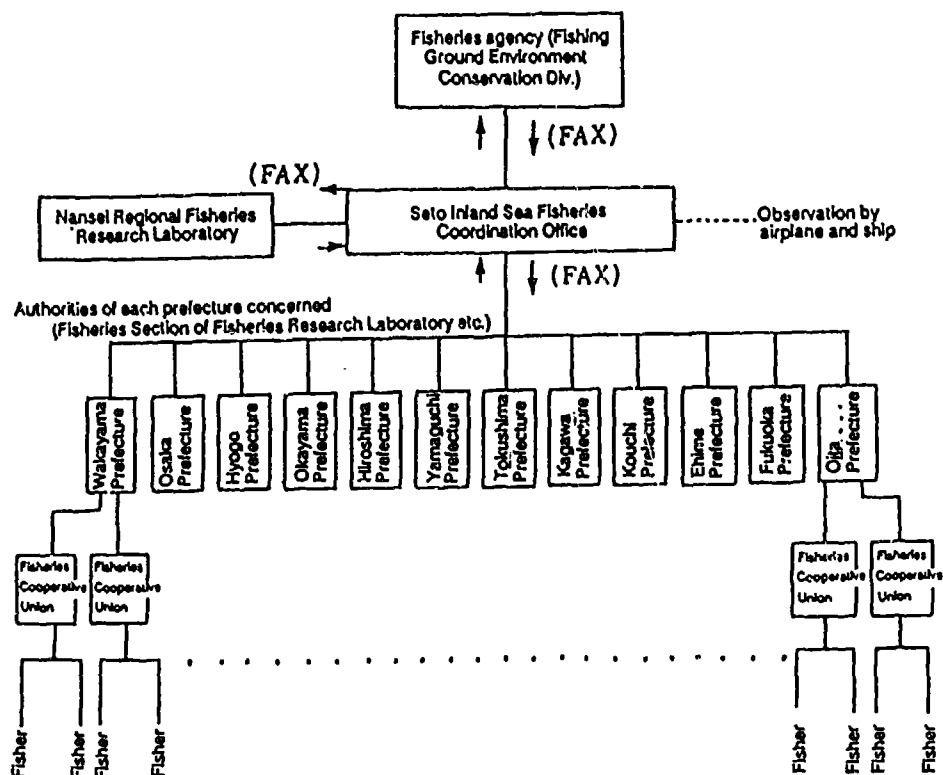 Fisheries agency (Fishing
Ground Environment
Conservation Div.)
(FAX)
(FAX)
Nansei Regional Fisheries
Research Laboratory
Seto Inland Sea Fisheries
Coordination Office
Observation by
airplane and ship
(FAX)
Authorities of each prefecture concerned
(Fisheries Section of Fisheries Research Laboratory etc.)
Wakayama
Prefecture
Osaka
Prefecture
Hyogo
Prefecture
Okayama
Prefecture
Hiroshima
Prefecture
Yamaguchi
Prefecture
Tokushima
Prefecture
Kagawa
Prefecture
Kouchi
Prefecture
Ehime
Prefecture
Fukuoka
Prefecture
Oita
Prefecture
Fisheries
Cooperative
Union
Fisheries
Cooperative
Union
Fisheries
Cooperative
Union
Fisheries
Cooperative
Union
Fisher
Fisher
Fisher
Fisher
Fisher
Fisher
Fisher
Fisher